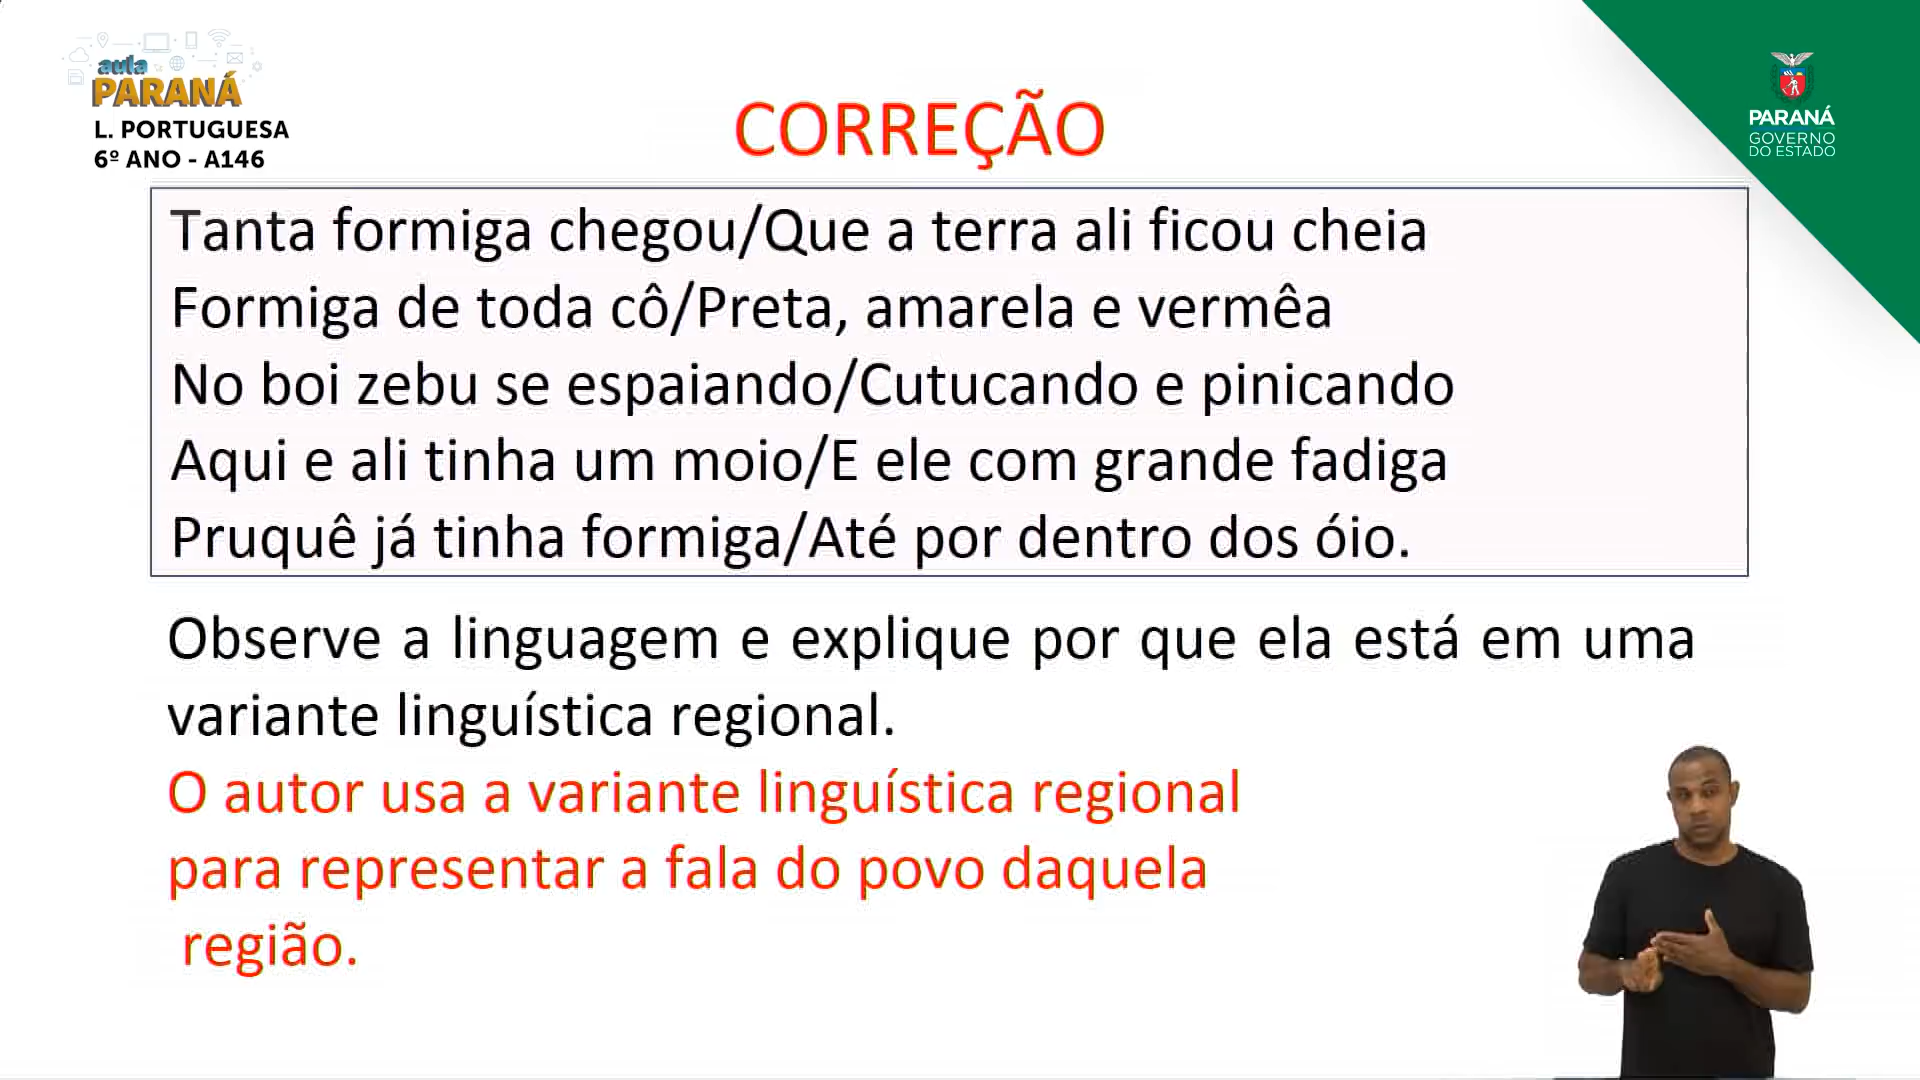 aula
PARANÁ
L. PORTUGUESA
6º ANO - A146
CORREÇÃO
PARANÁ
GOVERNO
DO ESTADO
Tanta formiga chegou/Que a terra ali ficou cheia
Formiga de toda cô/Preta, amarela e vermêa
No boi zebu se espaiando/Cutucando e pinicando
Aqui e ali tinha um moio/E ele com grande fadiga
Pruquê já tinha formiga/Até por dentro dos óio.
Observe a linguagem e explique por que ela está em uma
variante linguística regional.
O autor usa a variante linguística regional
para representar a fala do povo daquela
região.